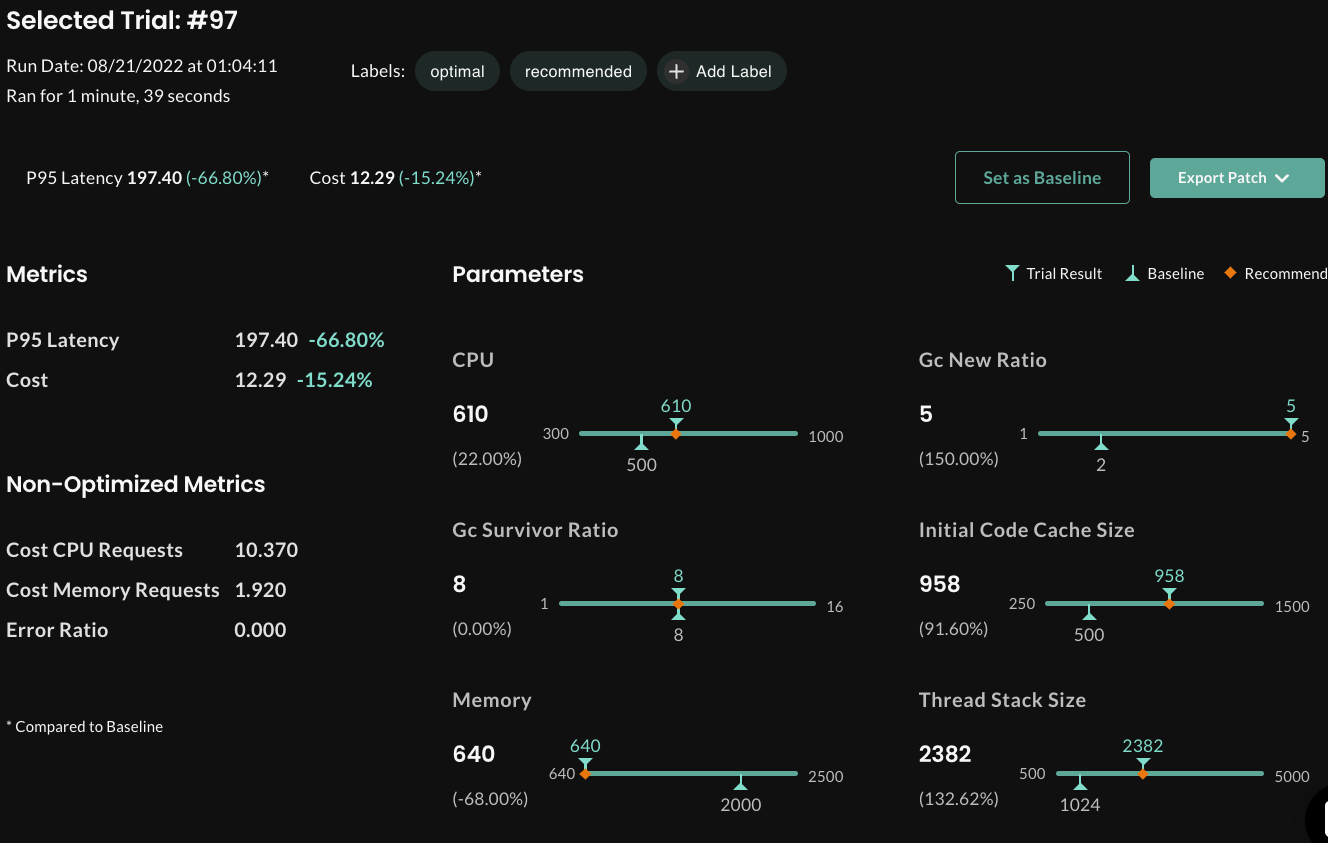 Selected Trial: #97
Run Date: 08/21/2022 at 01:04:11
Ran for 1 minute, 39 seconds
Labels: optimal recommended + Add Label
P95 Latency 197.40 (-66.80%)* Cost 12.29 (-15.24%)*
Set as Baseline
Export Patch
Metrics
P95 Latency 197.40 -66.80%
Cost 12.29 -15.24%
Non-Optimized Metrics
Cost CPU Requests 10.370
Cost Memory Requests 1.920
Error Ratio 0.000
* Compared to Baseline
Parameters
Trial Result Baseline Recommend
CPU
610
(22.00%)
610
300 1000
500
Gc New Ratio
5
(150.00%)
5
1 5
2
Gc Survivor Ratio
8
(0.00%)
8
1 16
8
Initial Code Cache Size
958
(91.60%)
958
250 1500
500
Memory
640
(-68.00%)
640
640 2500
2000
Thread Stack Size
2382
(132.62%)
2382
500 5000
1024